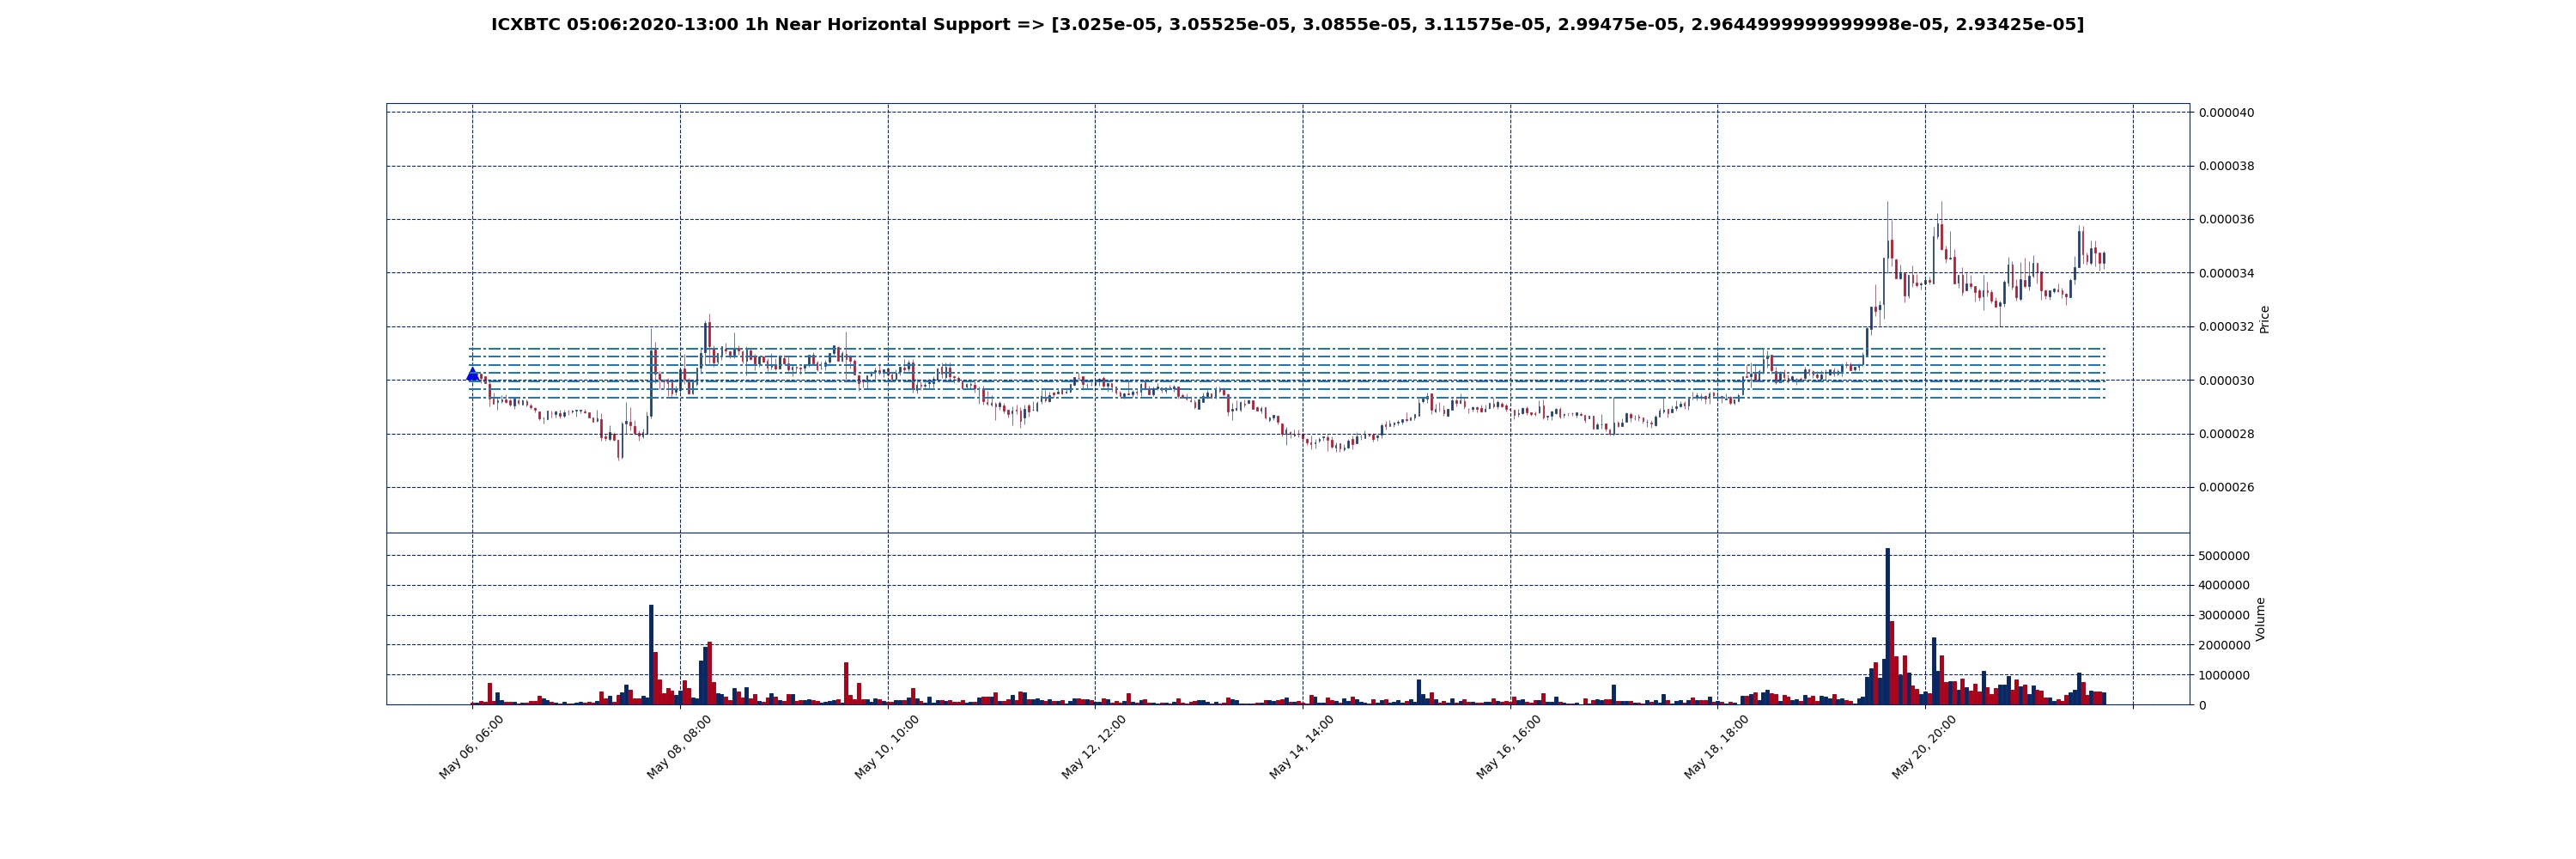 ICXBTC 05:06:2020-13:00 1h Near Horizontal Support => [3.025e-05, 3.05525e-05, 3.0855e-05, 3.11575e-05, 2.99475e-05, 2.9644999999999998e-05, 2.93425e-05]
0.000040
0.000038
0.000036
0.000034
0.000032
0.000030
0.000028
0.000026
Price
5000000
4000000
3000000
2000000
1000000
0
Volume
May 06, 06:00
May 08, 08:00
May 10, 10:00
May 12, 12:00
May 14, 14:00
May 16, 16:00
May 18, 18:00
May 20, 20:00